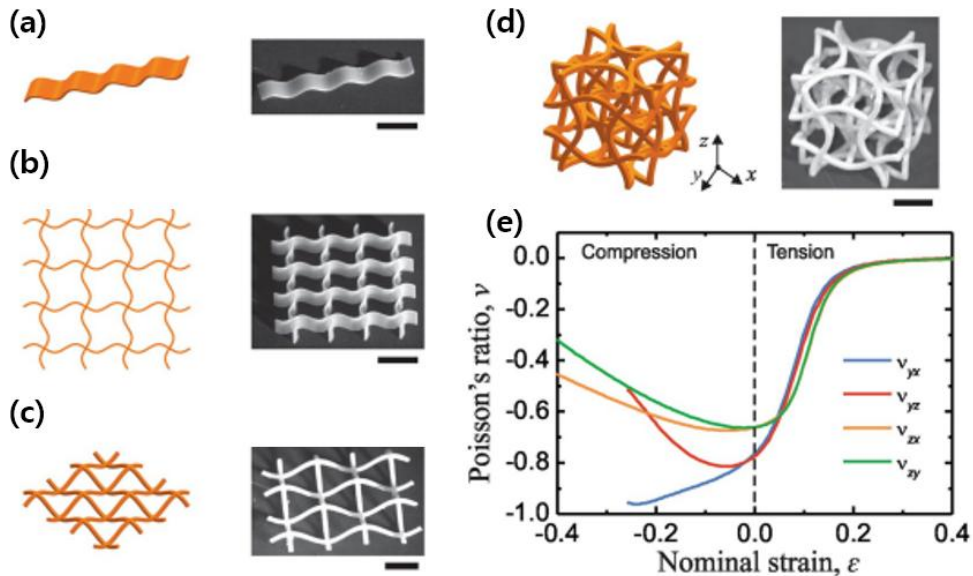 (a)
(b)
(c)
(d)
z
y
x
(e)
Compression
Tension
Poisson's ratio, ν
0.0
-0.2
-0.4
-0.6
-0.8
-1.0
ν_yx
ν_yz
ν_zx
ν_zy
-0.4
-0.2
0.0
0.2
0.4
Nominal strain, ε